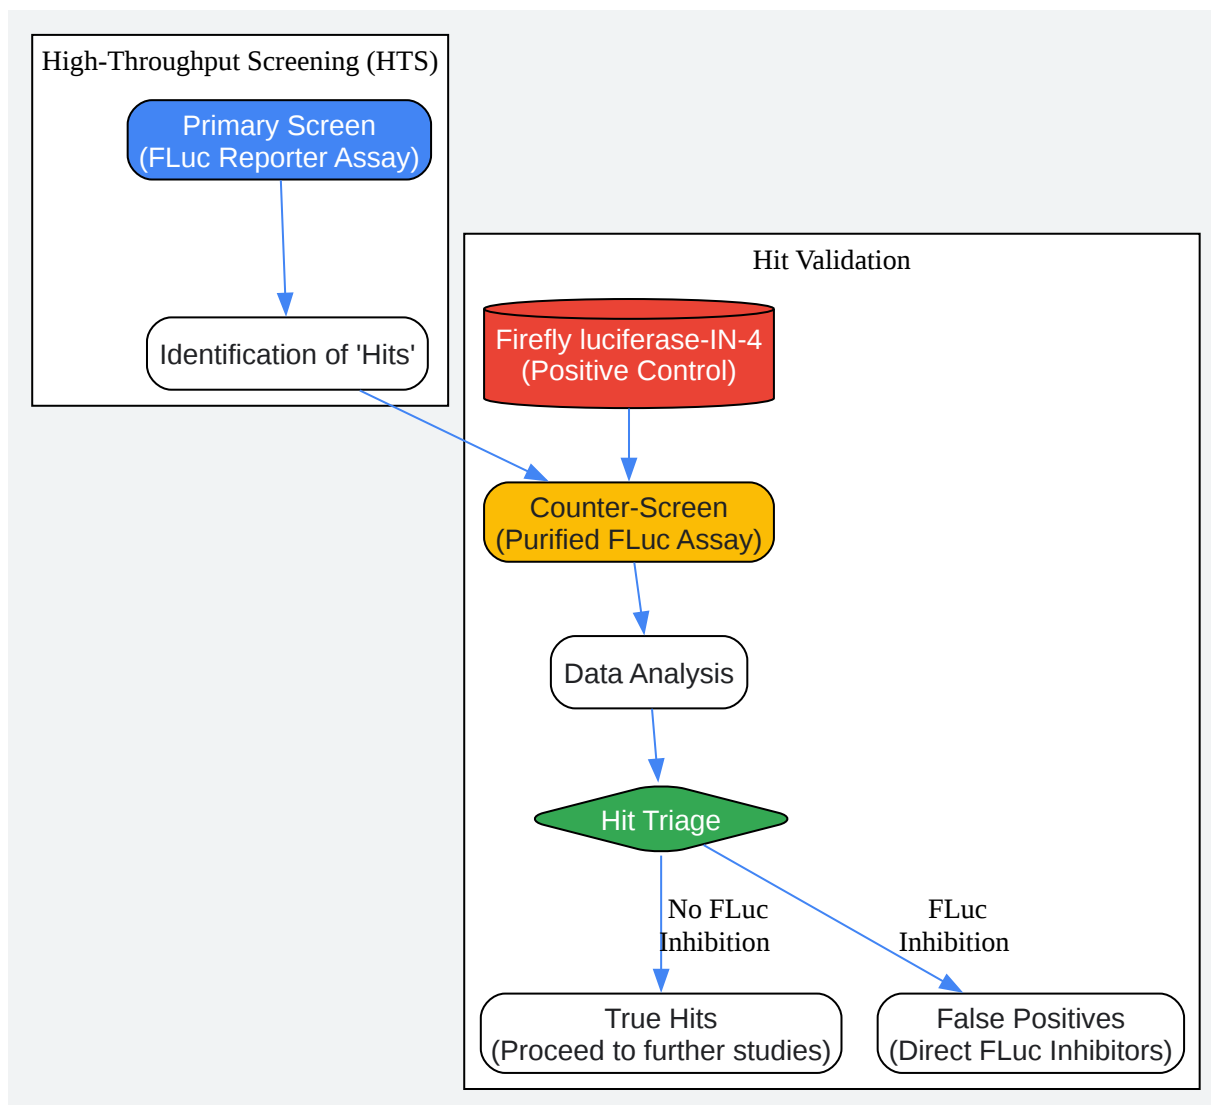 High-Throughput Screening (HTS)
Primary Screen
(FLuc Reporter Assay)
Identification of 'Hits'
Hit Validation
Firefly luciferase-IN-4
(Positive Control)
Counter-Screen
(Purified FLuc Assay)
Data Analysis
Hit Triage
No FLuc
Inhibition
FLuc
Inhibition
True Hits
(Proceed to further studies)
False Positives
(Direct FLuc Inhibitors)